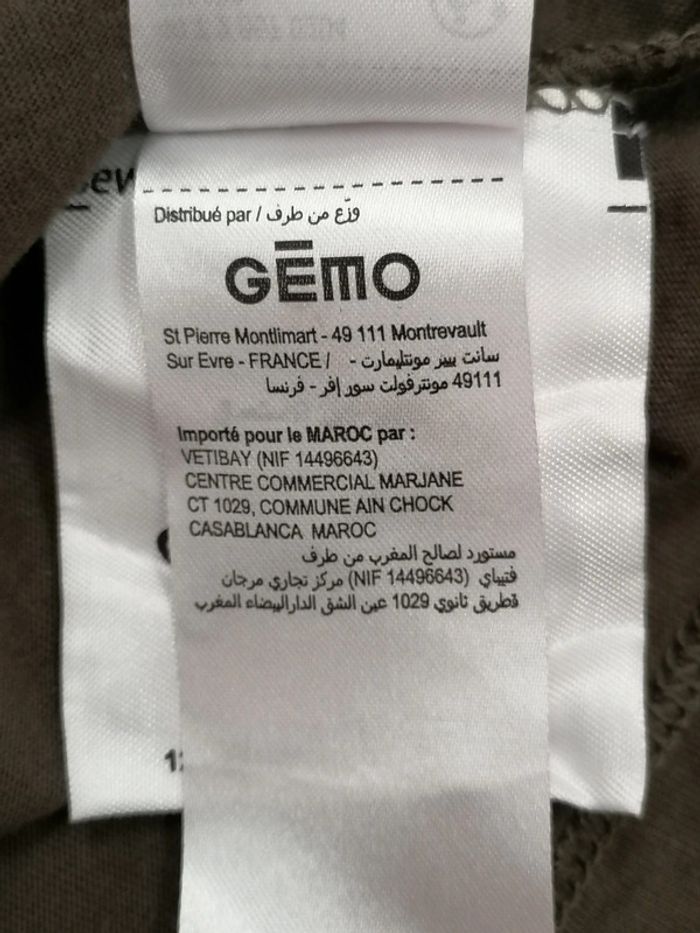 Distribué par / وزّع من طرف
GĒMO
St Pierre Montlimart - 49 111 Montrevault
Sur Evre - FRANCE / سانت بيير مونتليمارت -
49111 مونترفولت سور إفر - فرنسا
Importé pour le MAROC par :
VETIBAY (NIF 14496643)
CENTRE COMMERCIAL MARJANE
CT 1029, COMMUNE AIN CHOCK
CASABLANCA MAROC
مستورد لصالح المغرب من طرف
فتيباي (NIF 14496643) مركز تجاري مرجان
قطريق ثانوي 1029 عين الشق الدارالبيضاء المغرب